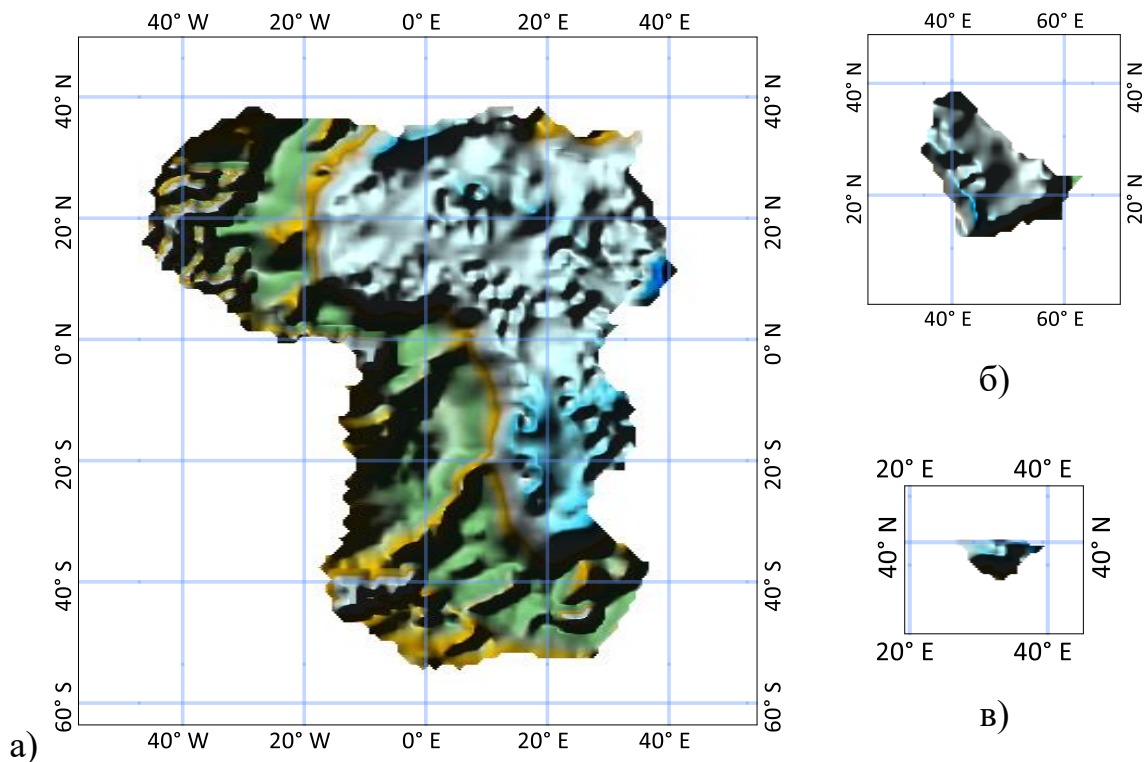 40° W 20° W 0° E 20° E 40° E
40° N 40° N
20° N 20° N
0° N 0° N
20° S 20° S
40° S 40° S
60° S 60° S
40° W 20° W 0° E 20° E 40° E
а)
40° E 60° E
40° N 40° N
20° N 20° N
40° E 60° E
б)
20° E 40° E
40° N 40° N
20° E 40° E
в)